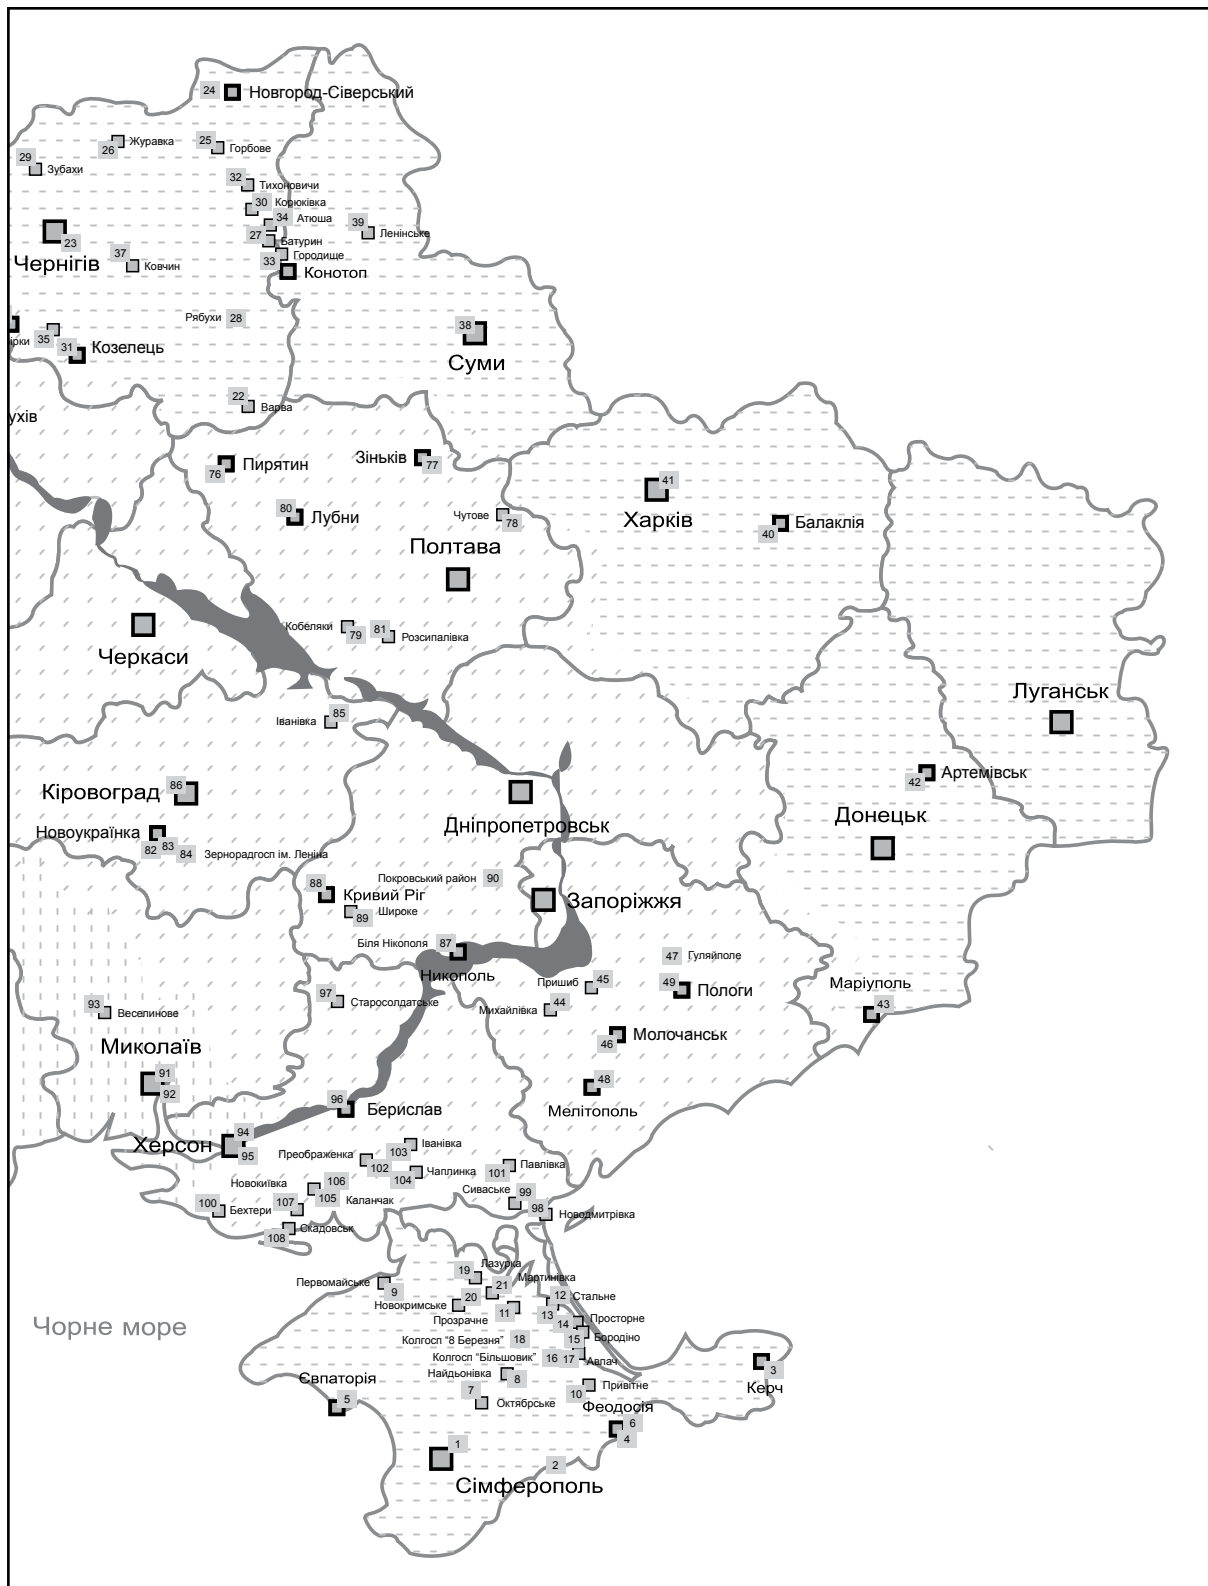 24 Новгород-Сіверський
26 Журавка
25 Горбове
29 Зубахи
32 Тихоновичи
30 Корюківка
34 Атюша
39 Ленінське
23 Чернігів
27 Батурин
33 Городище
Конотоп
37 Ковчин
Рябухи 28
38 Суми
ірки
35
31 Козелець
22 Варва
ухів
76 Пирятин
Зіньків 77
80 Лубни
Чутове 78
41 Харків
40 Балаклія
Полтава
Черкаси
Кобеляки 79
81 Розсипалівка
Луганськ
Іванівка 85
86 Кіровоград
42 Артемівськ
Дніпропетровськ
Донецьк
Новоукраїнка
82 83 84 Зернорадгосп ім. Леніна
Покровський район 90
88 Кривий Ріг
89 Широке
Запоріжжя
Біля Нікополя 87
Никополь
47 Гуляйполе
Пришиб 45
49 Пологи
Маріуполь 43
97 Старосолдатське
Михайлівка 44
93 Веселинове
46 Молочанськ
Миколаїв
91
92
48 Мелітополь
96 Берислав
Херсон 94
95
103 Іванівка
Преображенка 102
104 Чаплинка
101 Павлівка
Новокиївка 106
105 Каланчак
Сиваське 99
98 Новодмитрівка
100 Бехтери
107
108 Скадовськ
19 Лазурка
Первомайське 9
21 Мартинівка
Новокримське 20
12 Стальне
Прозрачне 11
13
14 Просторне
Чорне море
Колгосп "8 Березня" 18
15 Бородіно
Колгосп "Більшовик" 16
17 Авлач
Найдьонівка 8
Керч 3
Євпаторія 5
7 Октябрське
10 Привітне
Феодосія 6
4
1 Сімферополь
2